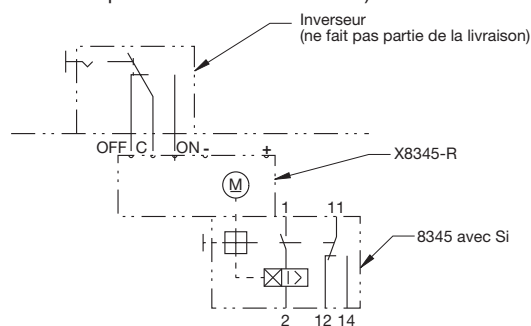 Inverseur
(ne fait pas partie de la livraison)
OFF C ON - +
X8345-R
M
1 11
8345 avec Si
I >
2 12 14